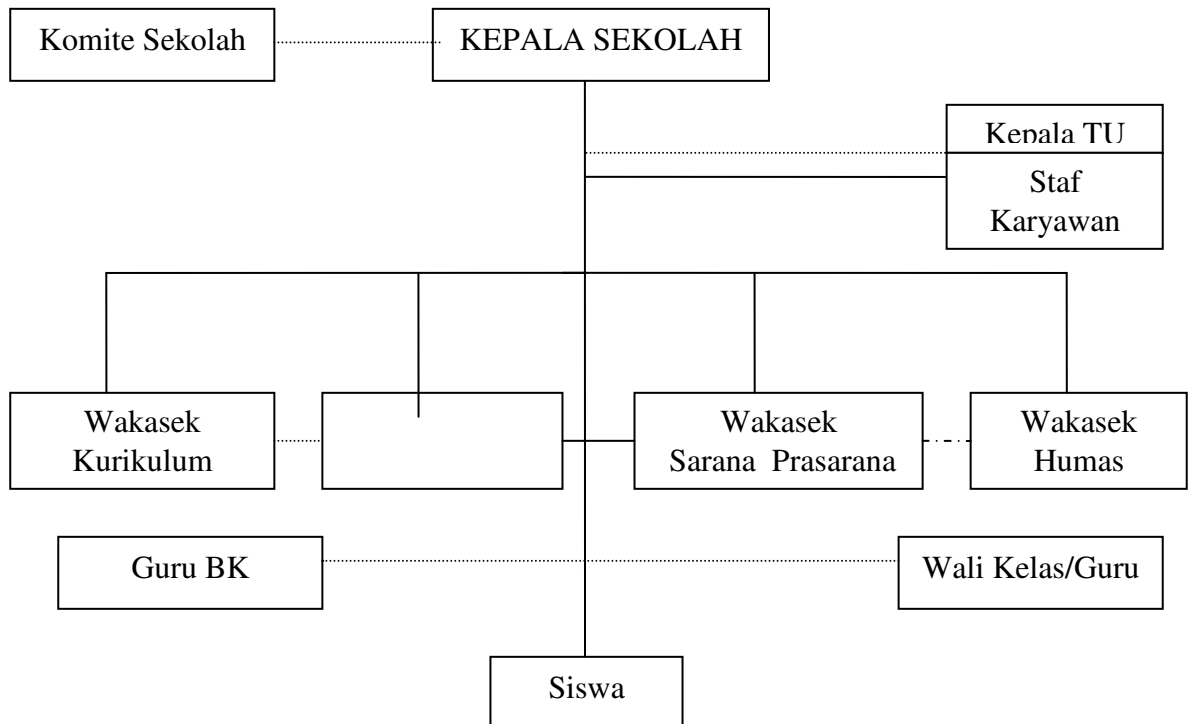 Komite Sekolah
KEPALA SEKOLAH
Kepala TU
Staf
Karyawan
Wakasek
Kurikulum
Wakasek
Sarana Prasarana
Wakasek
Humas
Guru BK
Wali Kelas/Guru
Siswa